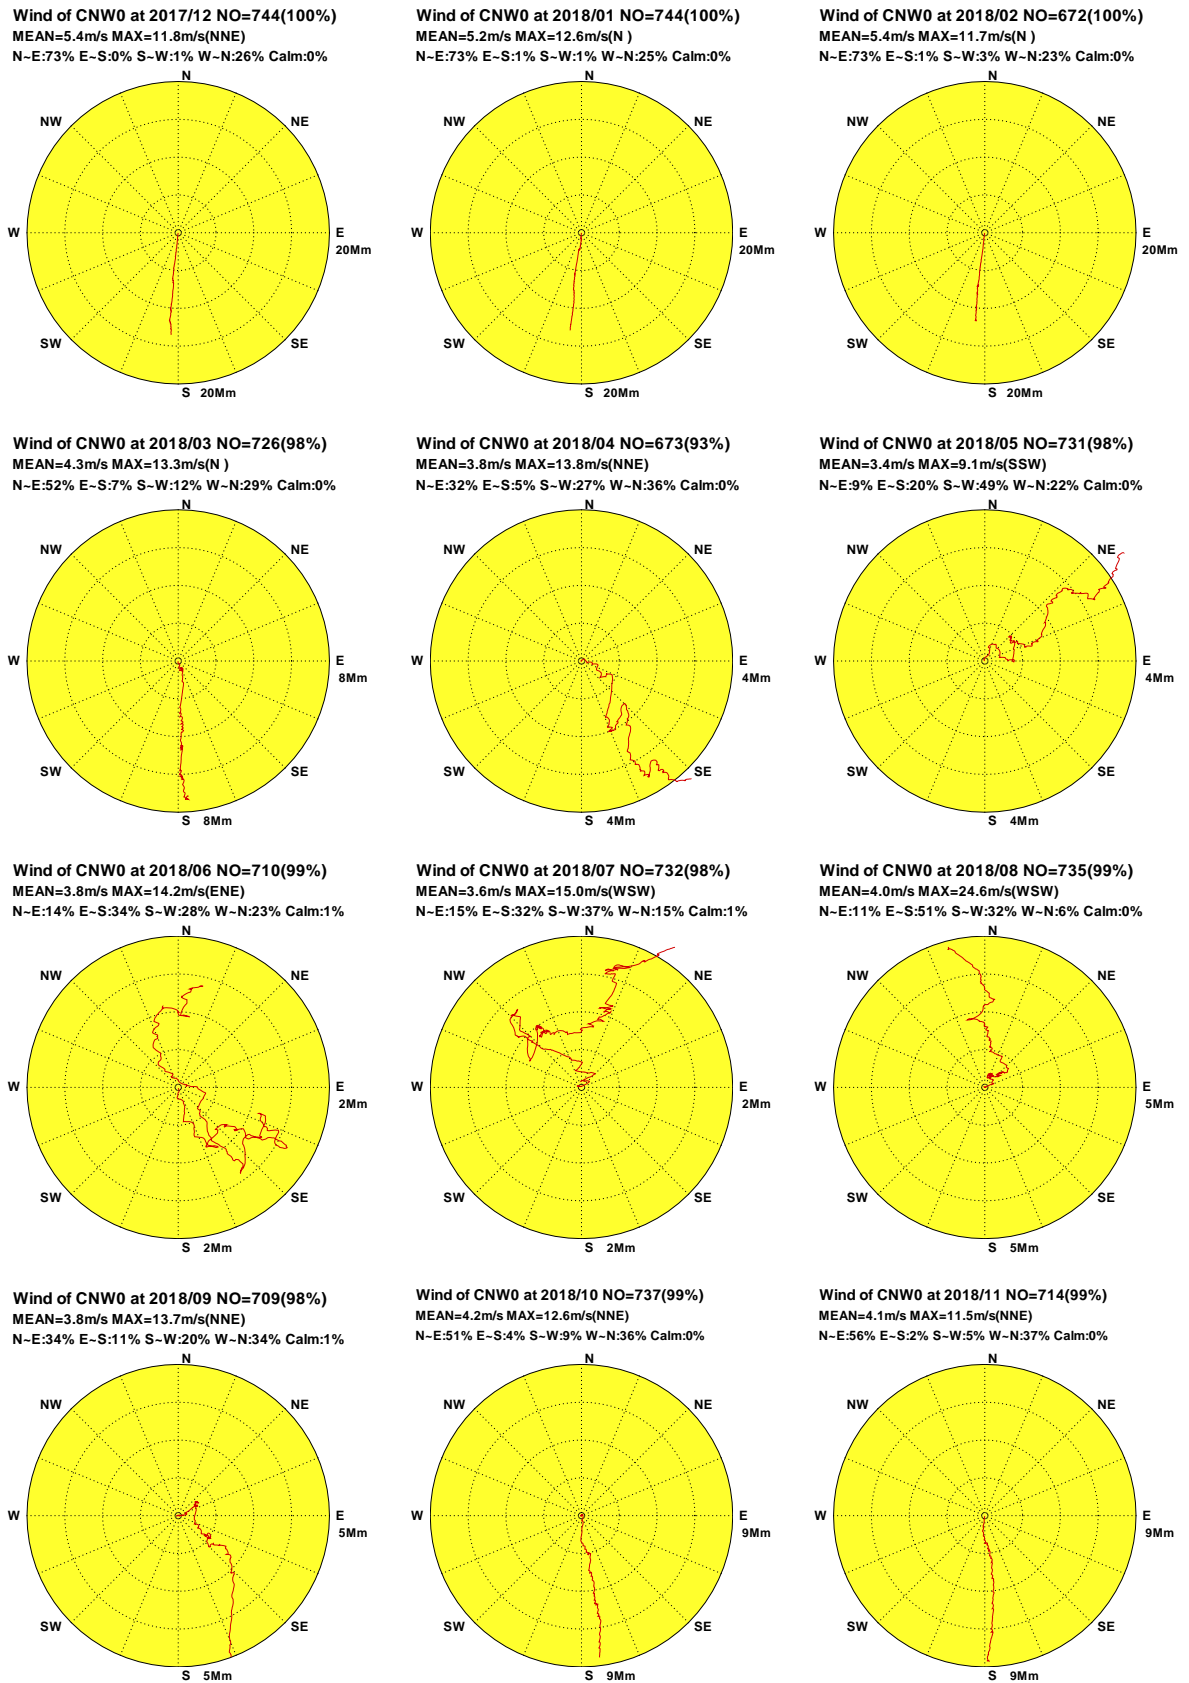 Wind of CNW0 at 2017/12 NO=744(100%)
MEAN=5.4m/s MAX=11.8m/s(NNE)
N~E:73% E~S:0% S~W:1% W~N:26% Calm:0%
N
NW
NE
W
E
20Mm
SW
SE
S 20Mm
Wind of CNW0 at 2018/01 NO=744(100%)
MEAN=5.2m/s MAX=12.6m/s(N )
N~E:73% E~S:1% S~W:1% W~N:25% Calm:0%
N
NW
NE
W
E
20Mm
SW
SE
S 20Mm
Wind of CNW0 at 2018/02 NO=672(100%)
MEAN=5.4m/s MAX=11.7m/s(N )
N~E:73% E~S:1% S~W:3% W~N:23% Calm:0%
N
NW
NE
W
E
20Mm
SW
SE
S 20Mm
Wind of CNW0 at 2018/03 NO=726(98%)
MEAN=4.3m/s MAX=13.3m/s(N )
N~E:52% E~S:7% S~W:12% W~N:29% Calm:0%
N
NW
NE
W
E
8Mm
SW
SE
S 8Mm
Wind of CNW0 at 2018/04 NO=673(93%)
MEAN=3.8m/s MAX=13.8m/s(NNE)
N~E:32% E~S:5% S~W:27% W~N:36% Calm:0%
N
NW
NE
W
E
4Mm
SW
SE
S 4Mm
Wind of CNW0 at 2018/05 NO=731(98%)
MEAN=3.4m/s MAX=9.1m/s(SSW)
N~E:9% E~S:20% S~W:49% W~N:22% Calm:0%
N
NW
NE
W
E
4Mm
SW
SE
S 4Mm
Wind of CNW0 at 2018/06 NO=710(99%)
MEAN=3.8m/s MAX=14.2m/s(ENE)
N~E:14% E~S:34% S~W:28% W~N:23% Calm:1%
N
NW
NE
W
E
2Mm
SW
SE
S 2Mm
Wind of CNW0 at 2018/07 NO=732(98%)
MEAN=3.6m/s MAX=15.0m/s(WSW)
N~E:15% E~S:32% S~W:37% W~N:15% Calm:1%
N
NW
NE
W
E
2Mm
SW
SE
S 2Mm
Wind of CNW0 at 2018/08 NO=735(99%)
MEAN=4.0m/s MAX=24.6m/s(WSW)
N~E:11% E~S:51% S~W:32% W~N:6% Calm:0%
N
NW
NE
W
E
5Mm
SW
SE
S 5Mm
Wind of CNW0 at 2018/09 NO=709(98%)
MEAN=3.8m/s MAX=13.7m/s(NNE)
N~E:34% E~S:11% S~W:20% W~N:34% Calm:1%
N
NW
NE
W
E
5Mm
SW
SE
S 5Mm
Wind of CNW0 at 2018/10 NO=737(99%)
MEAN=4.2m/s MAX=12.6m/s(NNE)
N~E:51% E~S:4% S~W:9% W~N:36% Calm:0%
N
NW
NE
W
E
9Mm
SW
SE
S 9Mm
Wind of CNW0 at 2018/11 NO=714(99%)
MEAN=4.1m/s MAX=11.5m/s(NNE)
N~E:56% E~S:2% S~W:5% W~N:37% Calm:0%
N
NW
NE
W
E
9Mm
SW
SE
S 9Mm